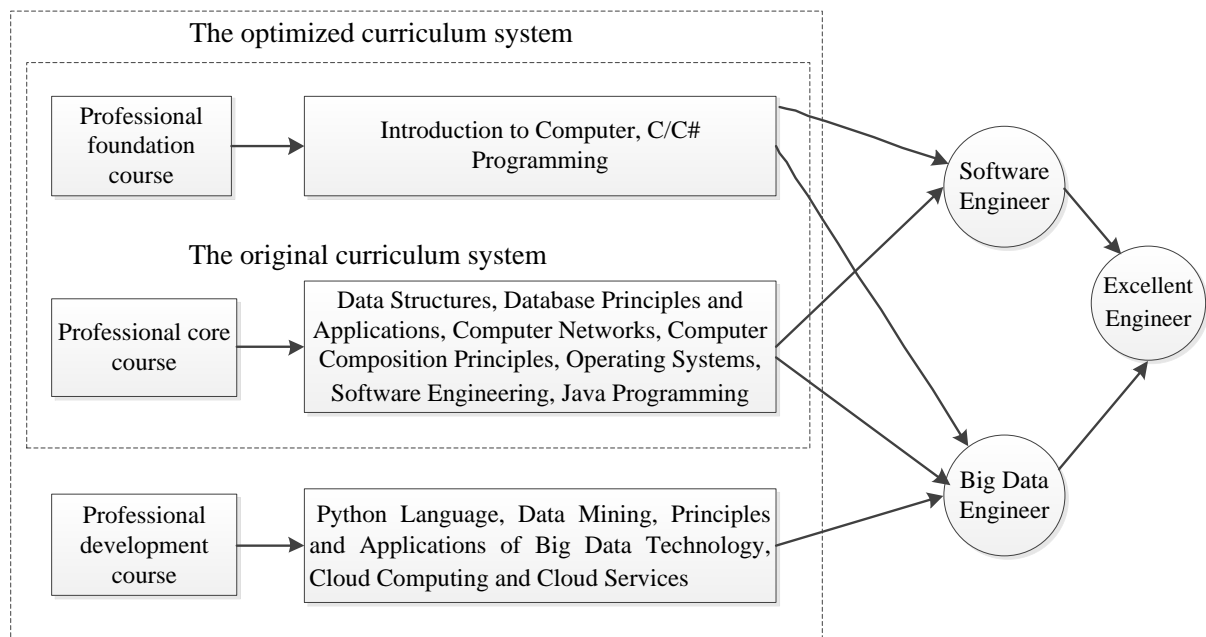 The optimized curriculum system
Professional
foundation
course
Introduction to Computer, C/C#
Programming
Software
Engineer
The original curriculum system
Professional core
course
Data Structures, Database Principles and
Applications, Computer Networks, Computer
Composition Principles, Operating Systems,
Software Engineering, Java Programming
Excellent
Engineer
Big Data
Engineer
Professional
development
course
Python Language, Data Mining, Principles
and Applications of Big Data Technology,
Cloud Computing and Cloud Services